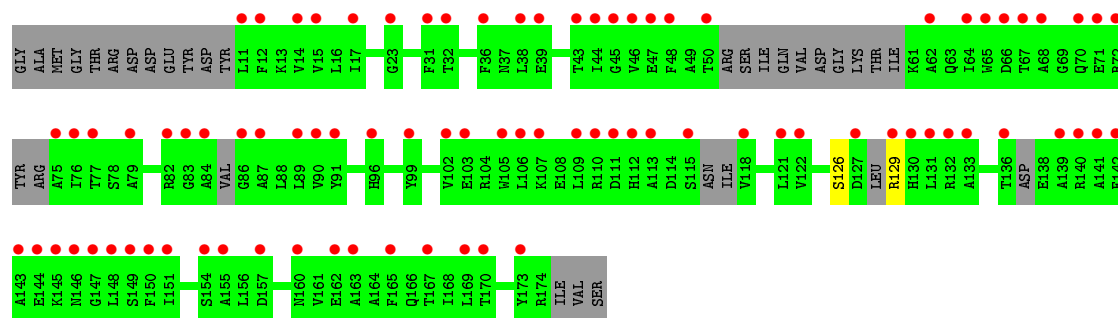 GLY ALA MET GLY THR ARG ASP ASP GLU TYR ASP TYR L11 F12 K13 V14 V15 L16 I17 G23 F31 T32 F36 N37 L38 E39 T43 I44 G45 V46 E47 F48 A49 T50 ARG SER ILE GLN VAL ASP GLY LYS THR ILE K61 A62 Q63 I64 W65 D66 T67 A68 G69 Q70 E71 R72
TYR ARG A75 I76 T77 S78 A79 R82 G83 A84 VAL G86 A87 L88 L89 V90 Y91 H96 Y99 V102 E103 R104 W105 L106 K107 E108 L109 R110 D111 H112 A113 D114 S115 ASN ILE V118 L121 V122 S126 D127 LEU R129 H130 L131 R132 A133 T136 ASP E138 A139 R140 A141 F142
A143 E144 K145 N146 G147 L148 S149 F150 I151 S154 A155 L156 D157 N160 V161 E162 A163 A164 F165 Q166 T167 I168 L169 T170 Y173 R174 ILE VAL SER